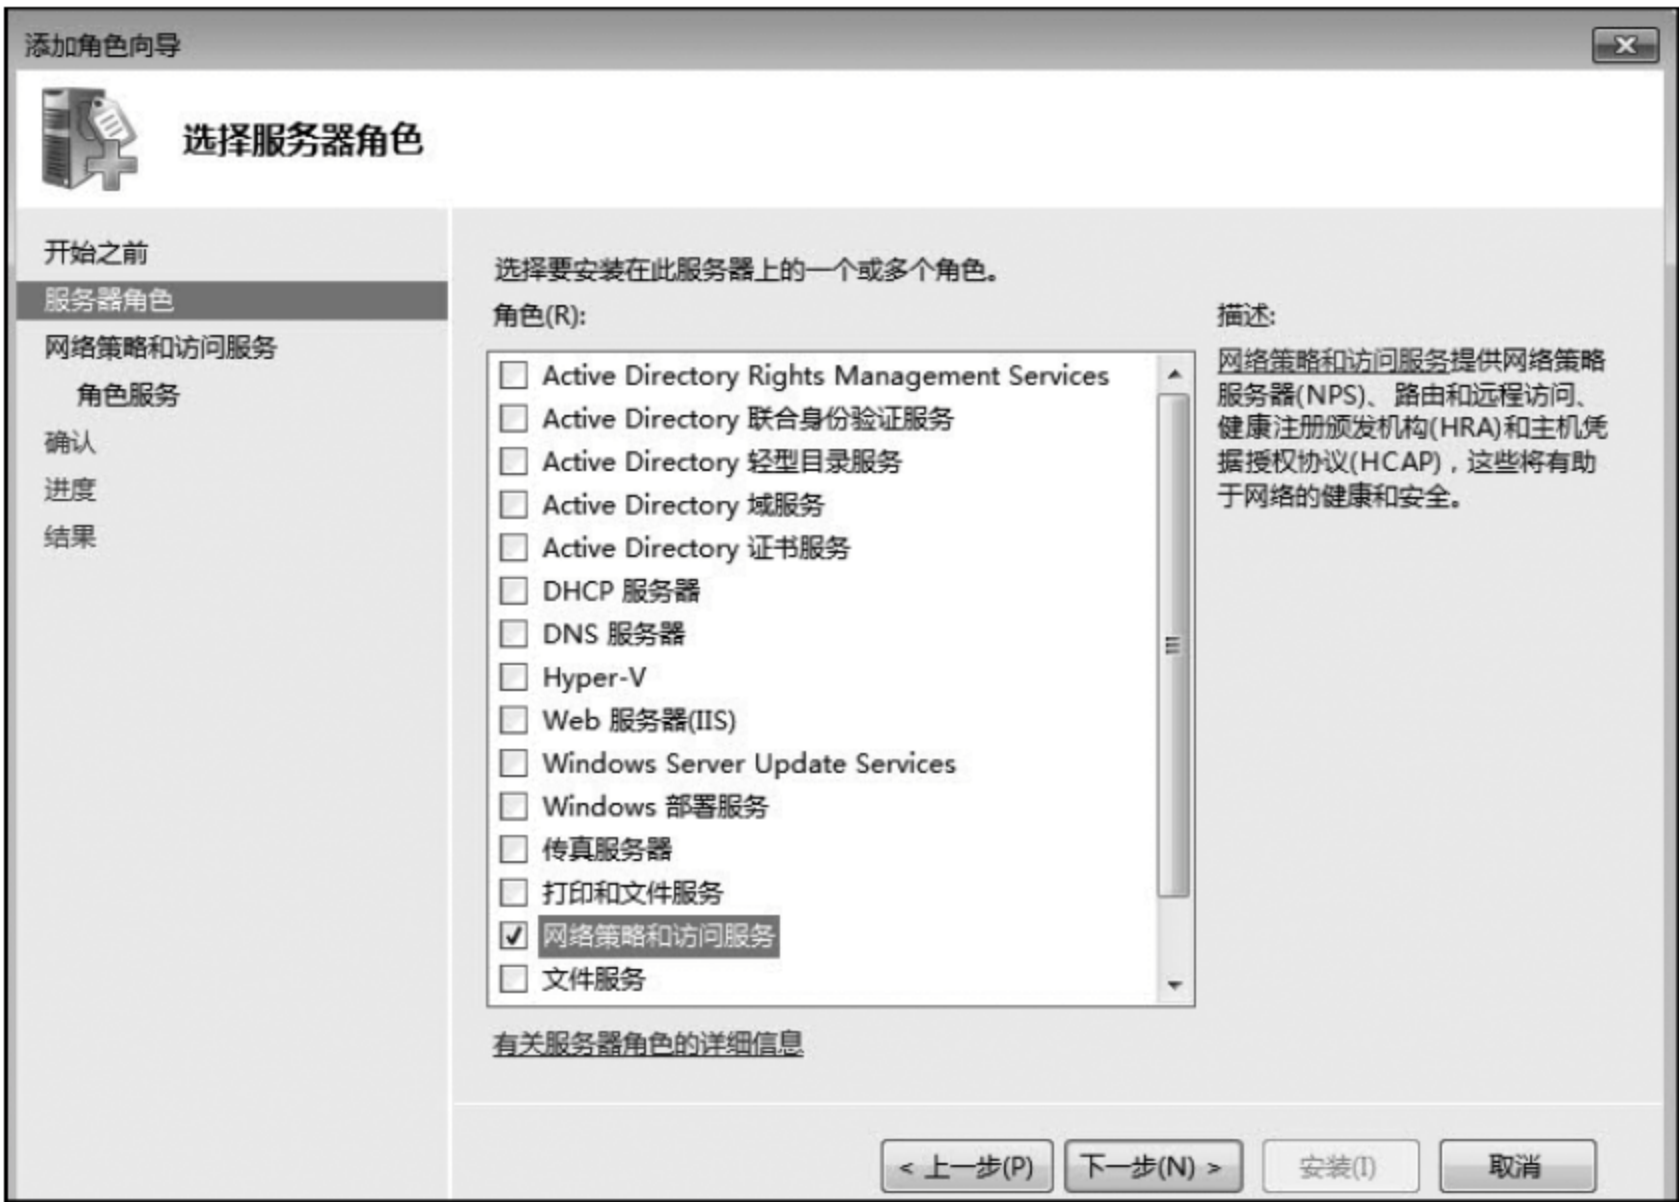 添加角色向导
选择服务器角色
开始之前
服务器角色
网络策略和访问服务
角色服务
确认
进度
结果
选择要安装在此服务器上的一个或多个角色。
角色(R):
Active Directory Rights Management Services
Active Directory 联合身份验证服务
Active Directory 轻型目录服务
Active Directory 域服务
Active Directory 证书服务
DHCP 服务器
DNS 服务器
Hyper-V
Web 服务器(IIS)
Windows Server Update Services
Windows 部署服务
传真服务器
打印和文件服务
网络策略和访问服务
文件服务
有关服务器角色的详细信息
描述:
网络策略和访问服务提供网络策略
服务器(NPS)、路由和远程访问、
健康注册颁发机构(HRA)和主机凭
据授权协议(HCAP)，这些将有助
于网络的健康和安全。
< 上一步(P)
下一步(N) >
安装(I)
取消